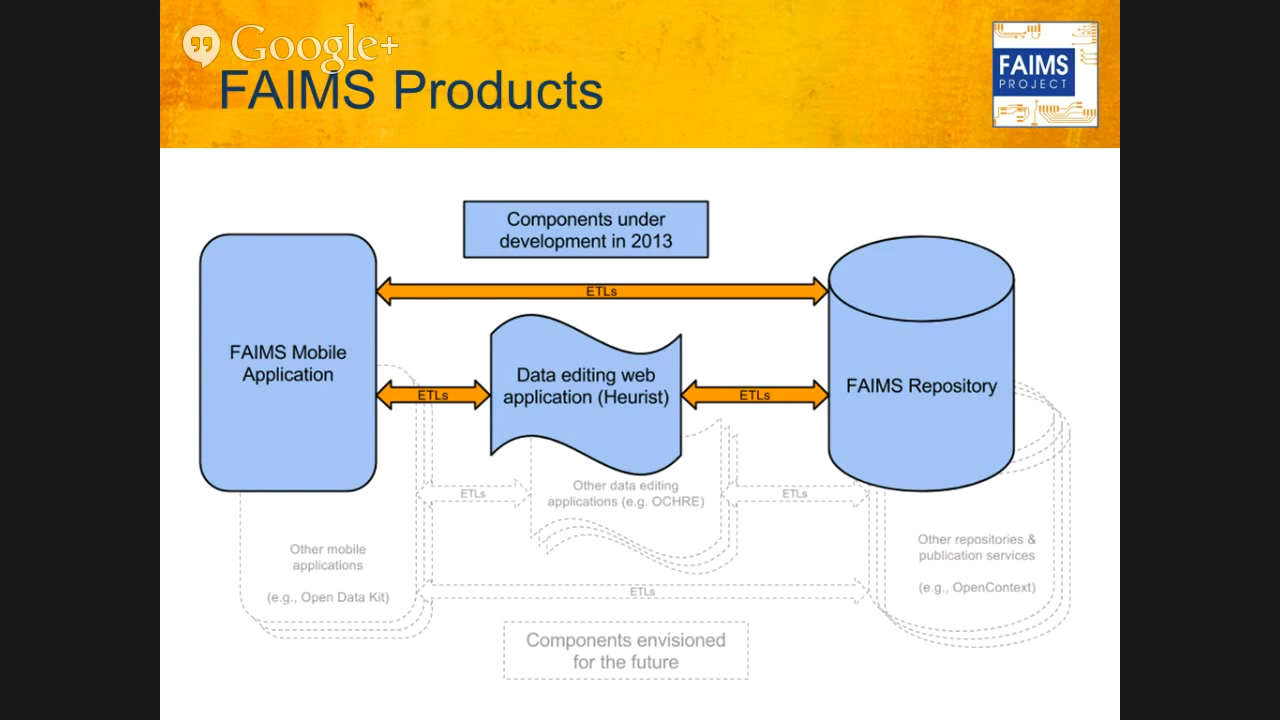 Google+
FAIMS Products
FAIMS
PROJECT
Components under
development in 2013
ETLs
FAIMS Mobile
Application
ETLs
Data editing web
application (Heurist)
ETLs
FAIMS Repository
ETLs
Other data editing
applications (e.g. OCHRE)
ETLs
Other mobile
applications
(e.g., Open Data Kit)
Other repositories &
publication services
(e.g., OpenContext)
ETLs
Components envisioned
for the future